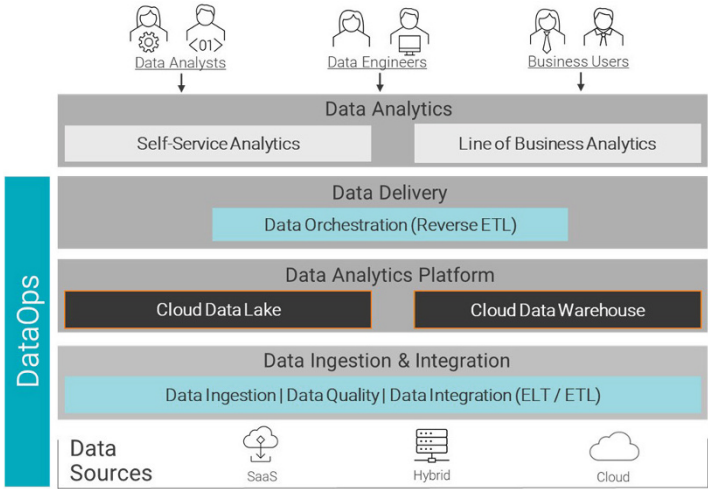 <01>
Data Analysts
Data Engineers
Business Users
Data Analytics
Self-Service Analytics
Line of Business Analytics
DataOps
Data Delivery
Data Orchestration (Reverse ETL)
Data Analytics Platform
Cloud Data Lake
Cloud Data Warehouse
Data Ingestion & Integration
Data Ingestion | Data Quality | Data Integration (ELT / ETL)
Data
Sources
SaaS
Hybrid
Cloud